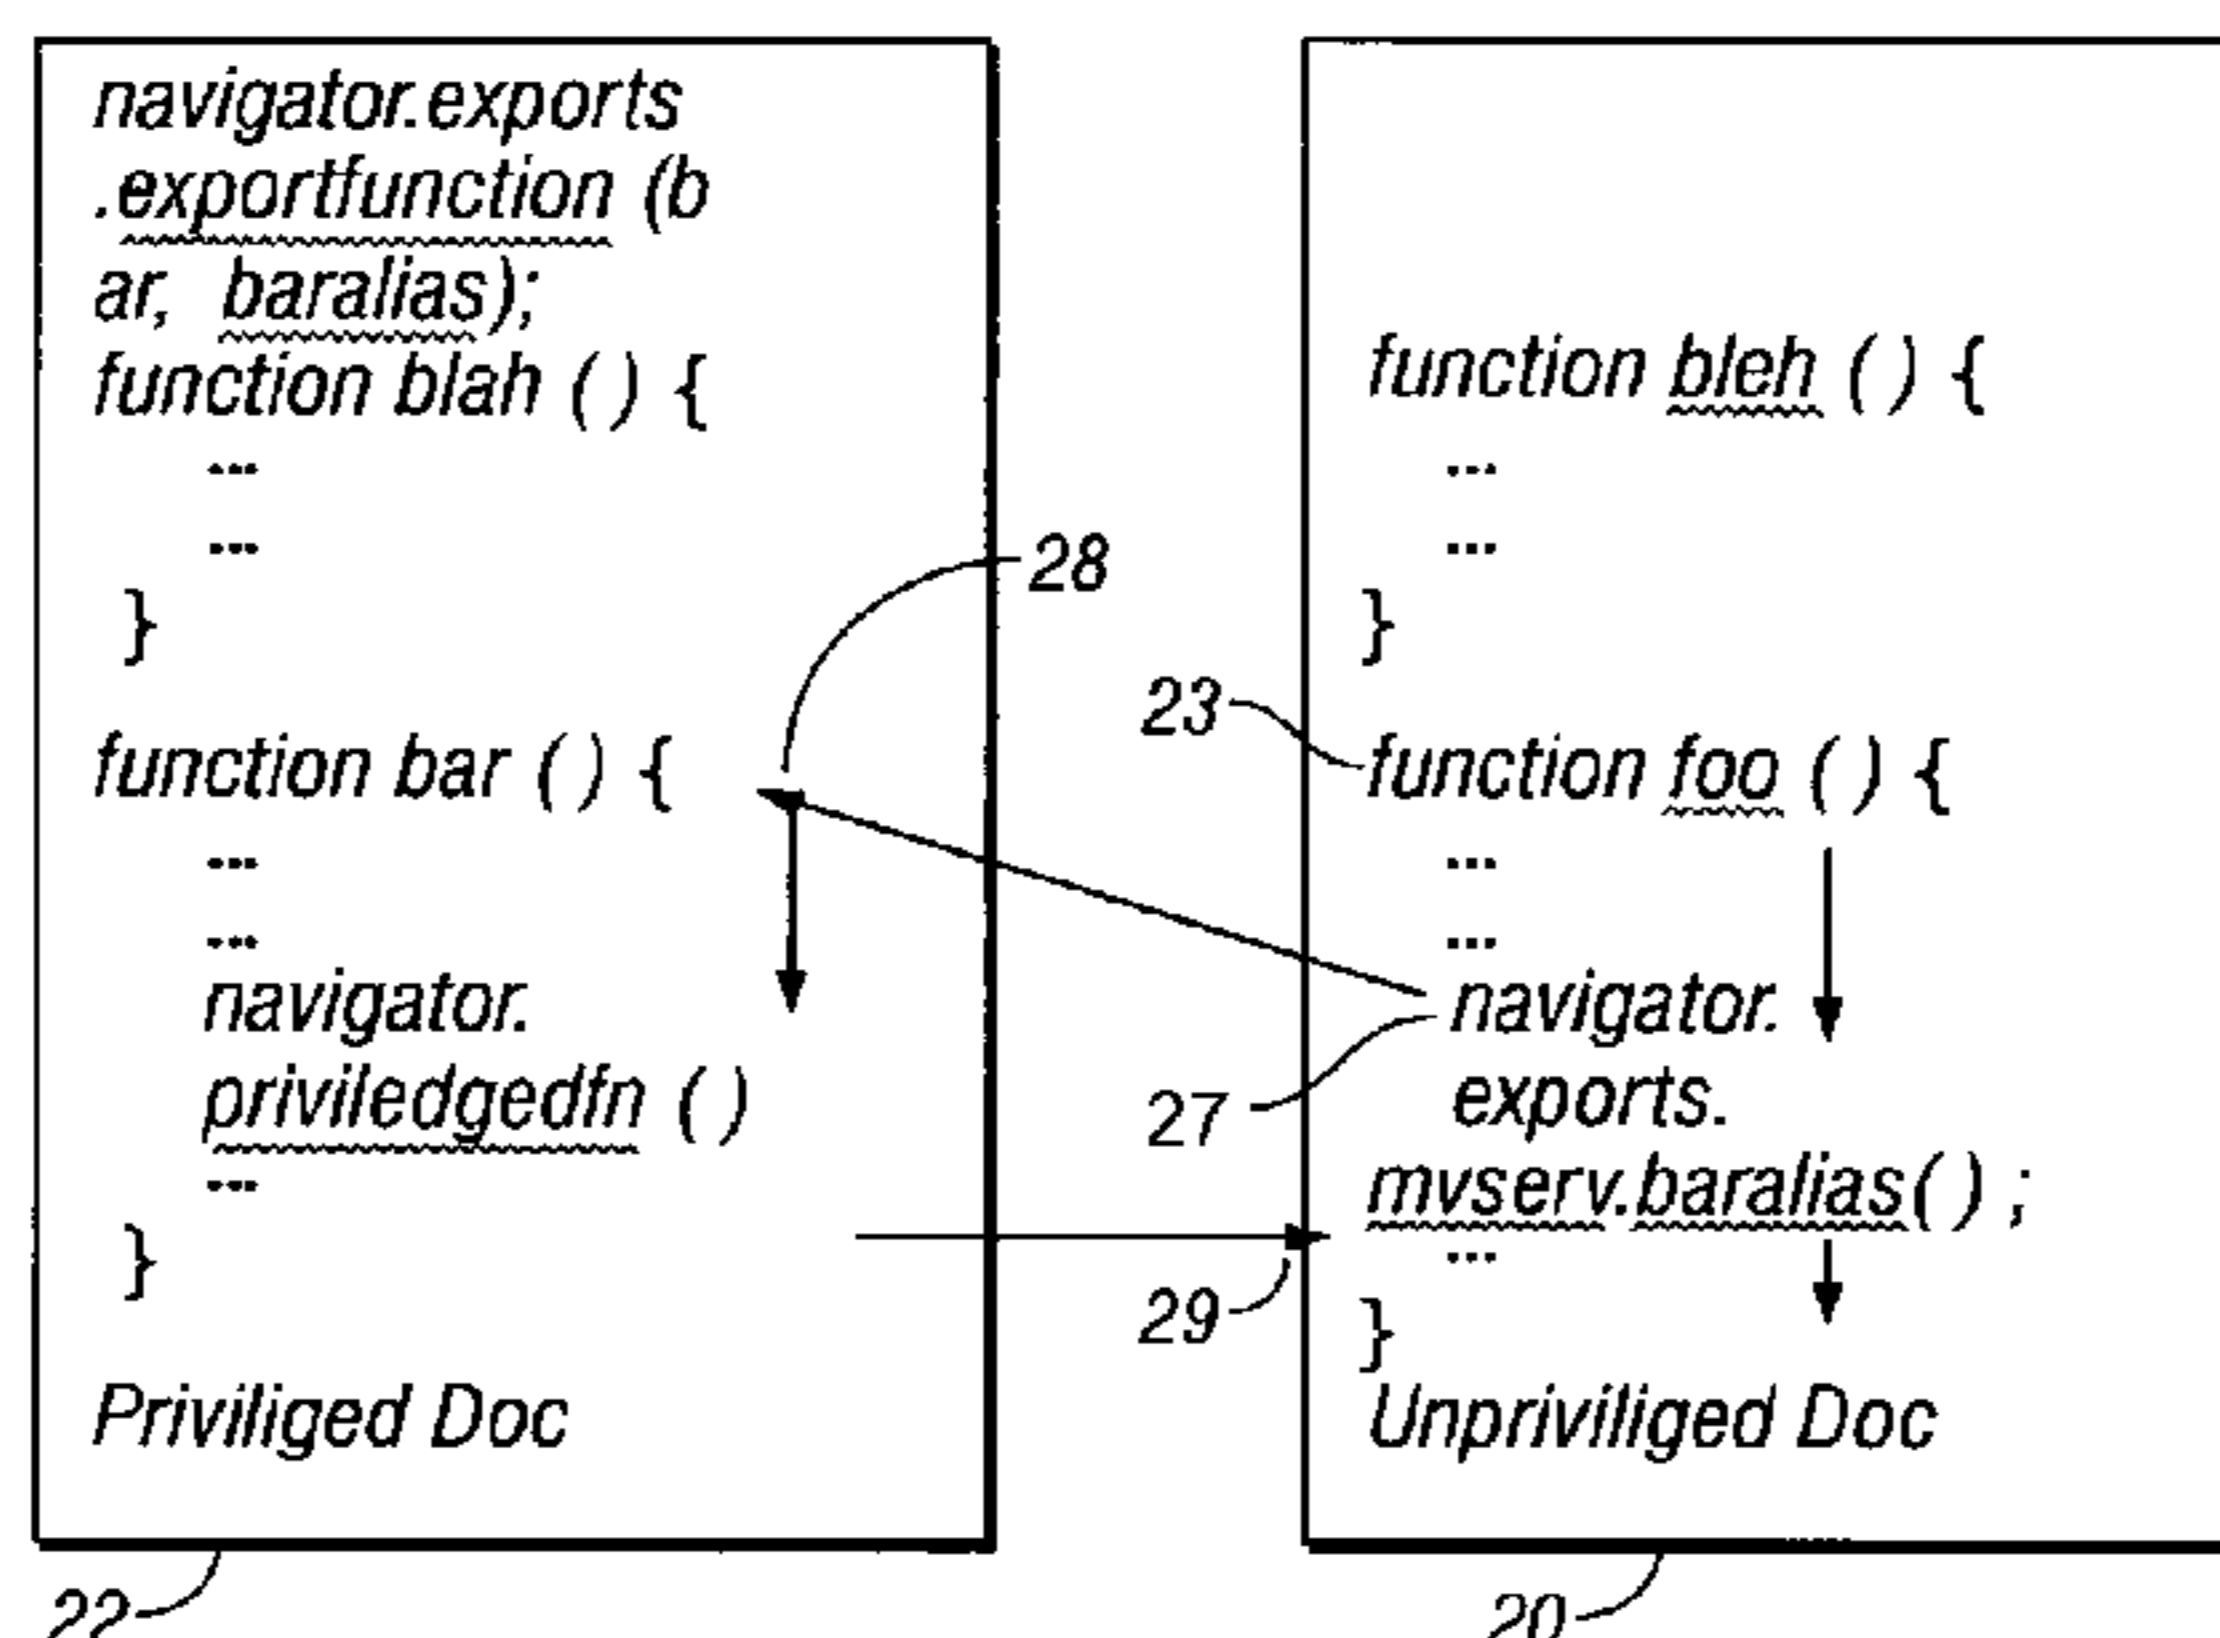 navigator.exports
.exportfunction (b
ar, baralias);
function blah ( ) {
...
...
}
function bar ( ) {
...
...
navigator.
priviledgedfn ( )
...
}
Priviliged Doc
22
28
23
27
29
function bleh ( ) {
...
...
}
function foo ( ) {
...
...
navigator.
exports.
mvserv.baralias( ) ;
...
}
Unpriviliged Doc
20